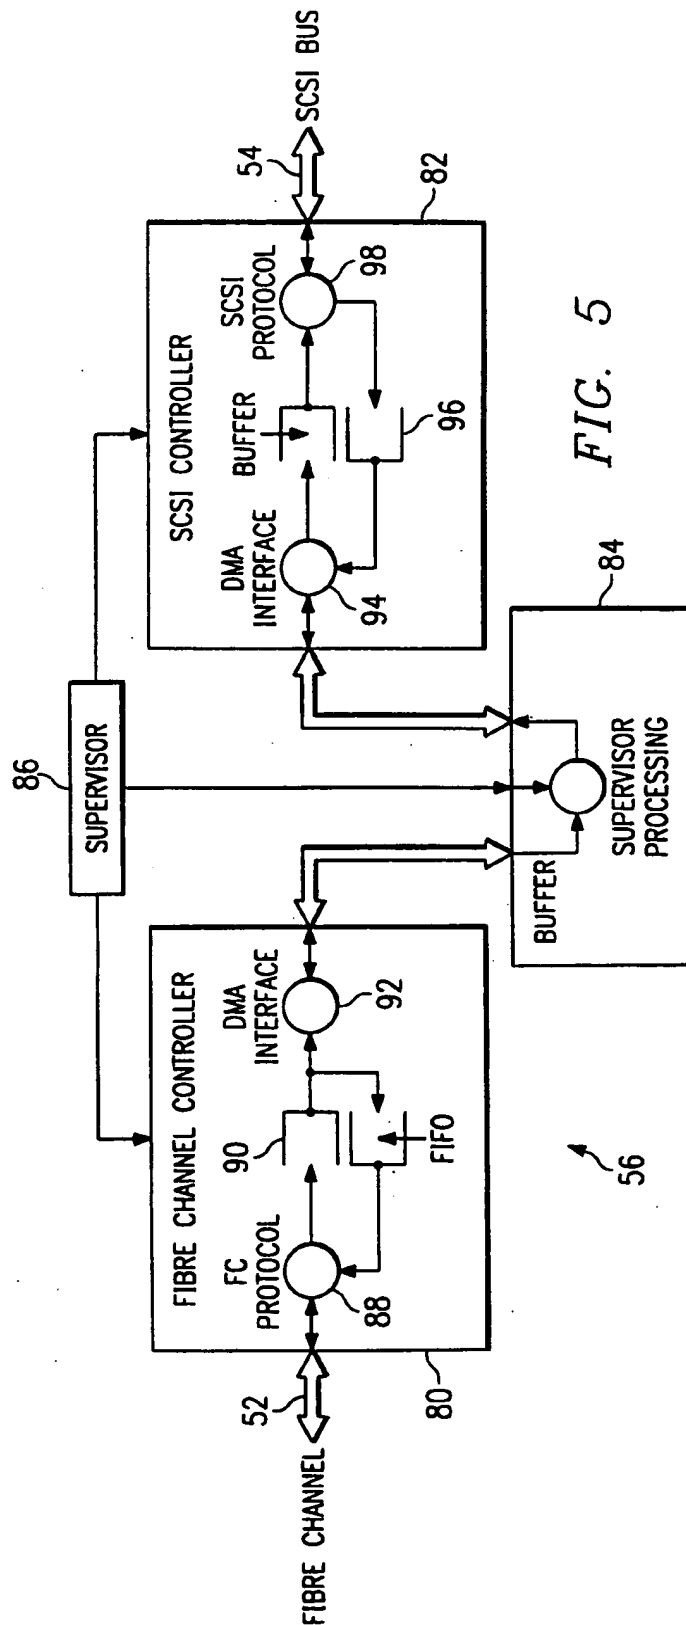 86
SUPERVISOR
FIBRE CHANNEL CONTROLLER
FC
PROTOCOL
88
90
FIFO
DMA
INTERFACE
92
FIBRE CHANNEL
52
80
SCSI CONTROLLER
DMA
INTERFACE
94
BUFFER
96
SCSI
PROTOCOL
98
54
SCSI BUS
82
BUFFER
SUPERVISOR
PROCESSING
84
56
FIG. 5